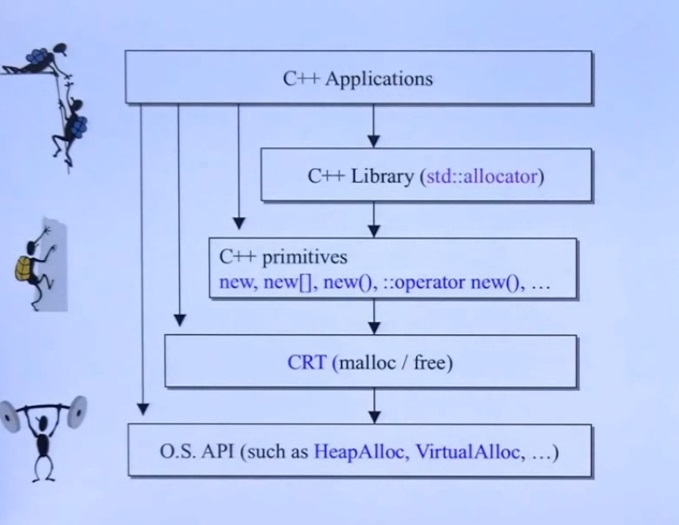 C++ Applications
C++ Library (std::allocator)
C++ primitives
new, new[], new(), ::operator new(), …
CRT (malloc / free)
O.S. API (such as HeapAlloc, VirtualAlloc, …)